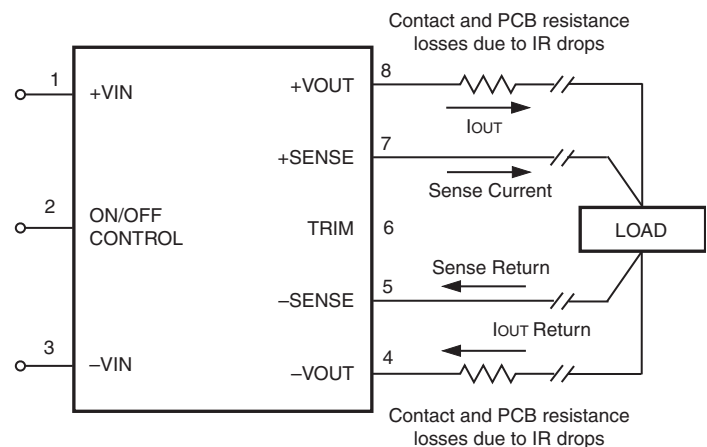 Contact and PCB resistance
losses due to IR drops
1
+VIN
+VOUT
8
IOUT
7
+SENSE
Sense Current
2
ON/OFF
CONTROL
TRIM
6
LOAD
Sense Return
5
–SENSE
IOUT Return
3
–VIN
4
–VOUT
Contact and PCB resistance
losses due to IR drops